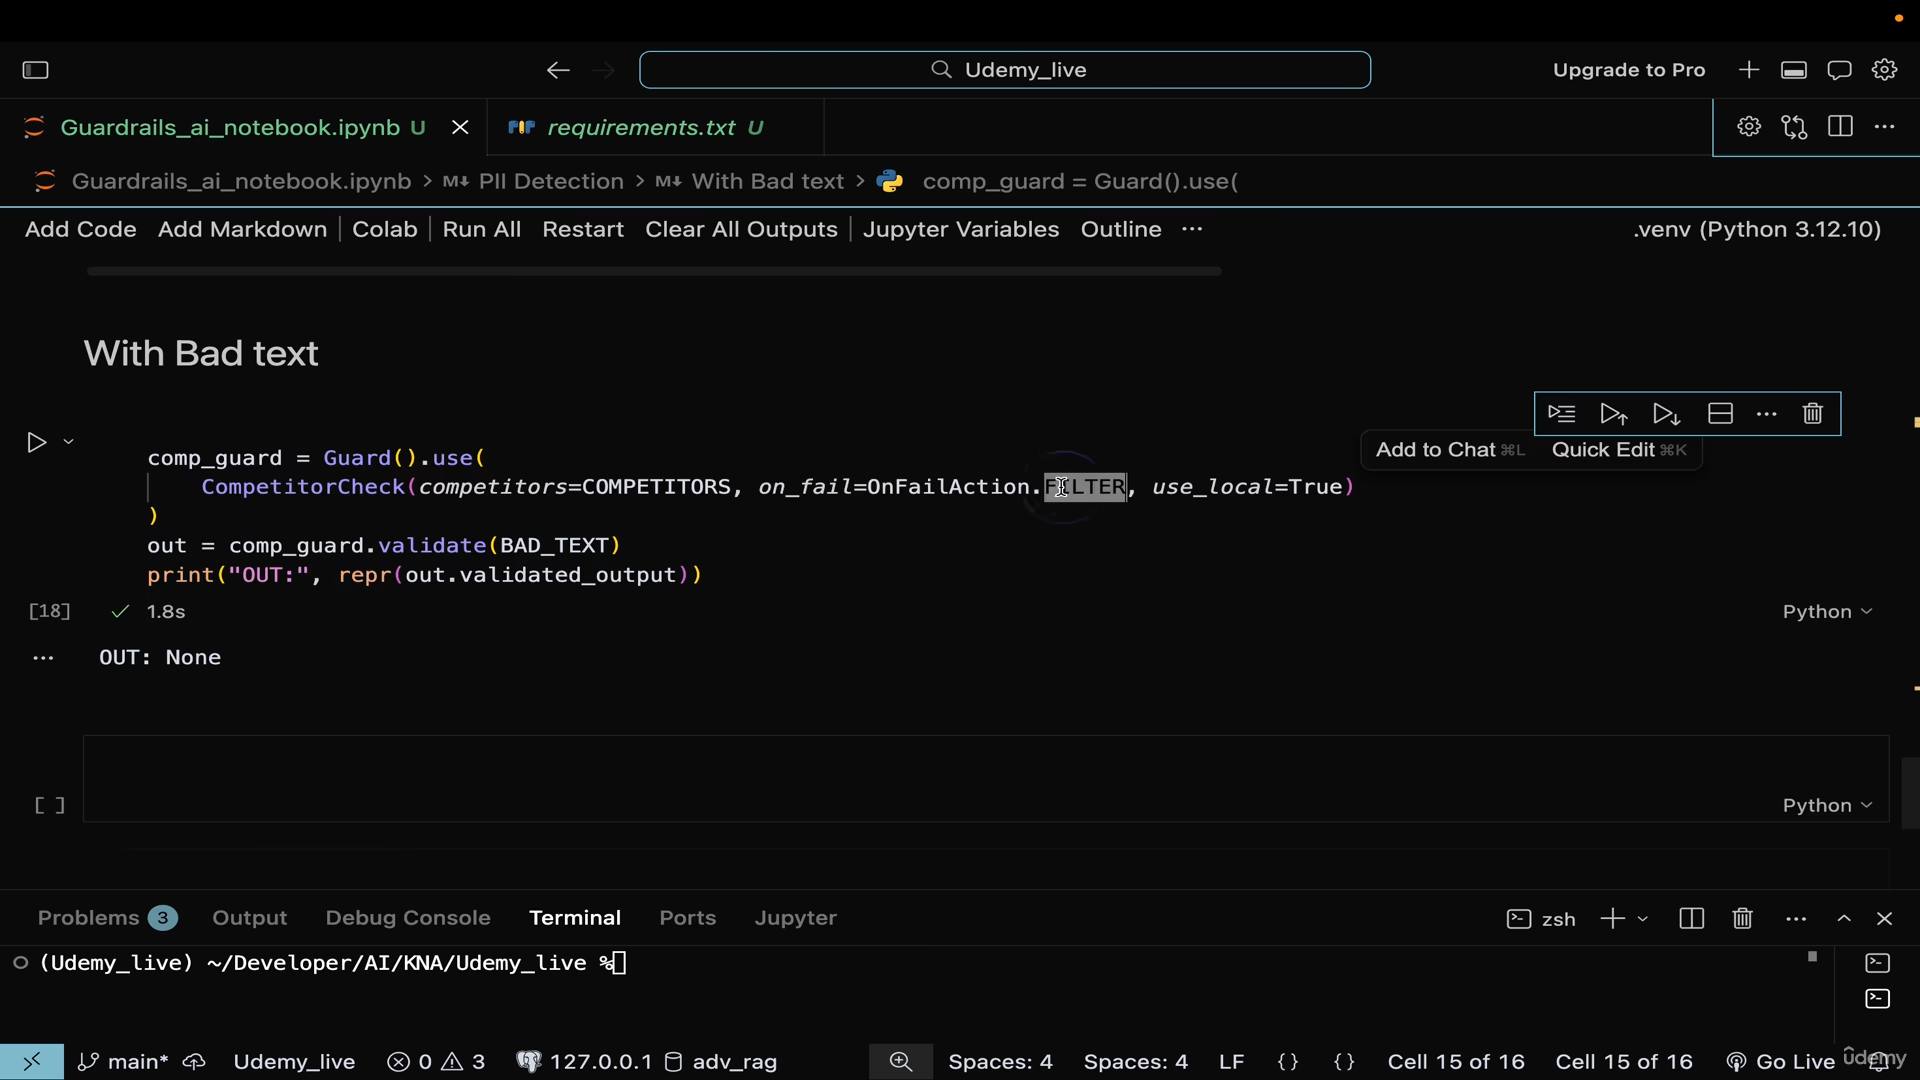 Udemy_live
Upgrade to Pro
Guardrails_ai_notebook.ipynb U
requirements.txt U
Guardrails_ai_notebook.ipynb > M↓ PII Detection > M↓ With Bad text > comp_guard = Guard().use(
Add Code Add Markdown | Colab | Run All Restart Clear All Outputs | Jupyter Variables Outline ···
.venv (Python 3.12.10)
With Bad text
Add to Chat ⌘L Quick Edit ⌘K
comp_guard = Guard().use(
CompetitorCheck(competitors=COMPETITORS, on_fail=OnFailAction.FILTER, use_local=True)
)
out = comp_guard.validate(BAD_TEXT)
print("OUT:", repr(out.validated_output))
[18] ✓ 1.8s
Python
··· OUT: None
[ ]
Python
Problems 3 Output Debug Console Terminal Ports Jupyter
zsh
(Udemy_live) ~/Developer/AI/KNA/Udemy_live %
main* Udemy_live 0 3 127.0.0.1 adv_rag
Spaces: 4 Spaces: 4 LF {} {} Cell 15 of 16 Cell 15 of 16 Go Live
ûdemy